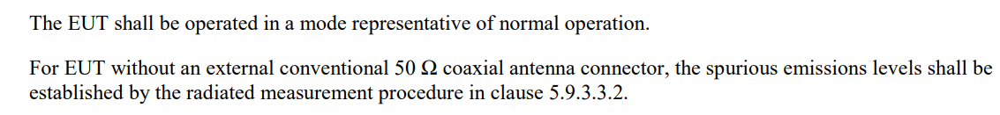 The EUT shall be operated in a mode representative of normal operation.
For EUT without an external conventional 50 Ω coaxial antenna connector, the spurious emissions levels shall be
established by the radiated measurement procedure in clause 5.9.3.3.2.